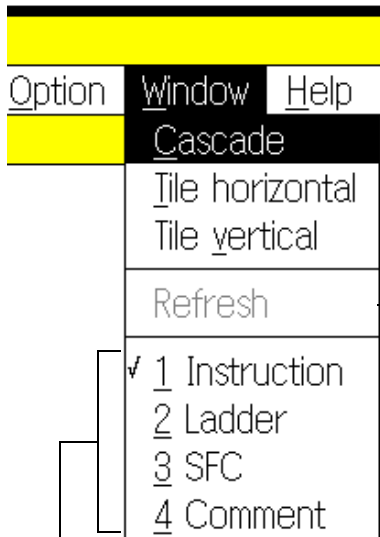 Option Window Help
Cascade
Tile horizontal
Tile vertical
Refresh
√ 1 Instruction
2 Ladder
3 SFC
4 Comment